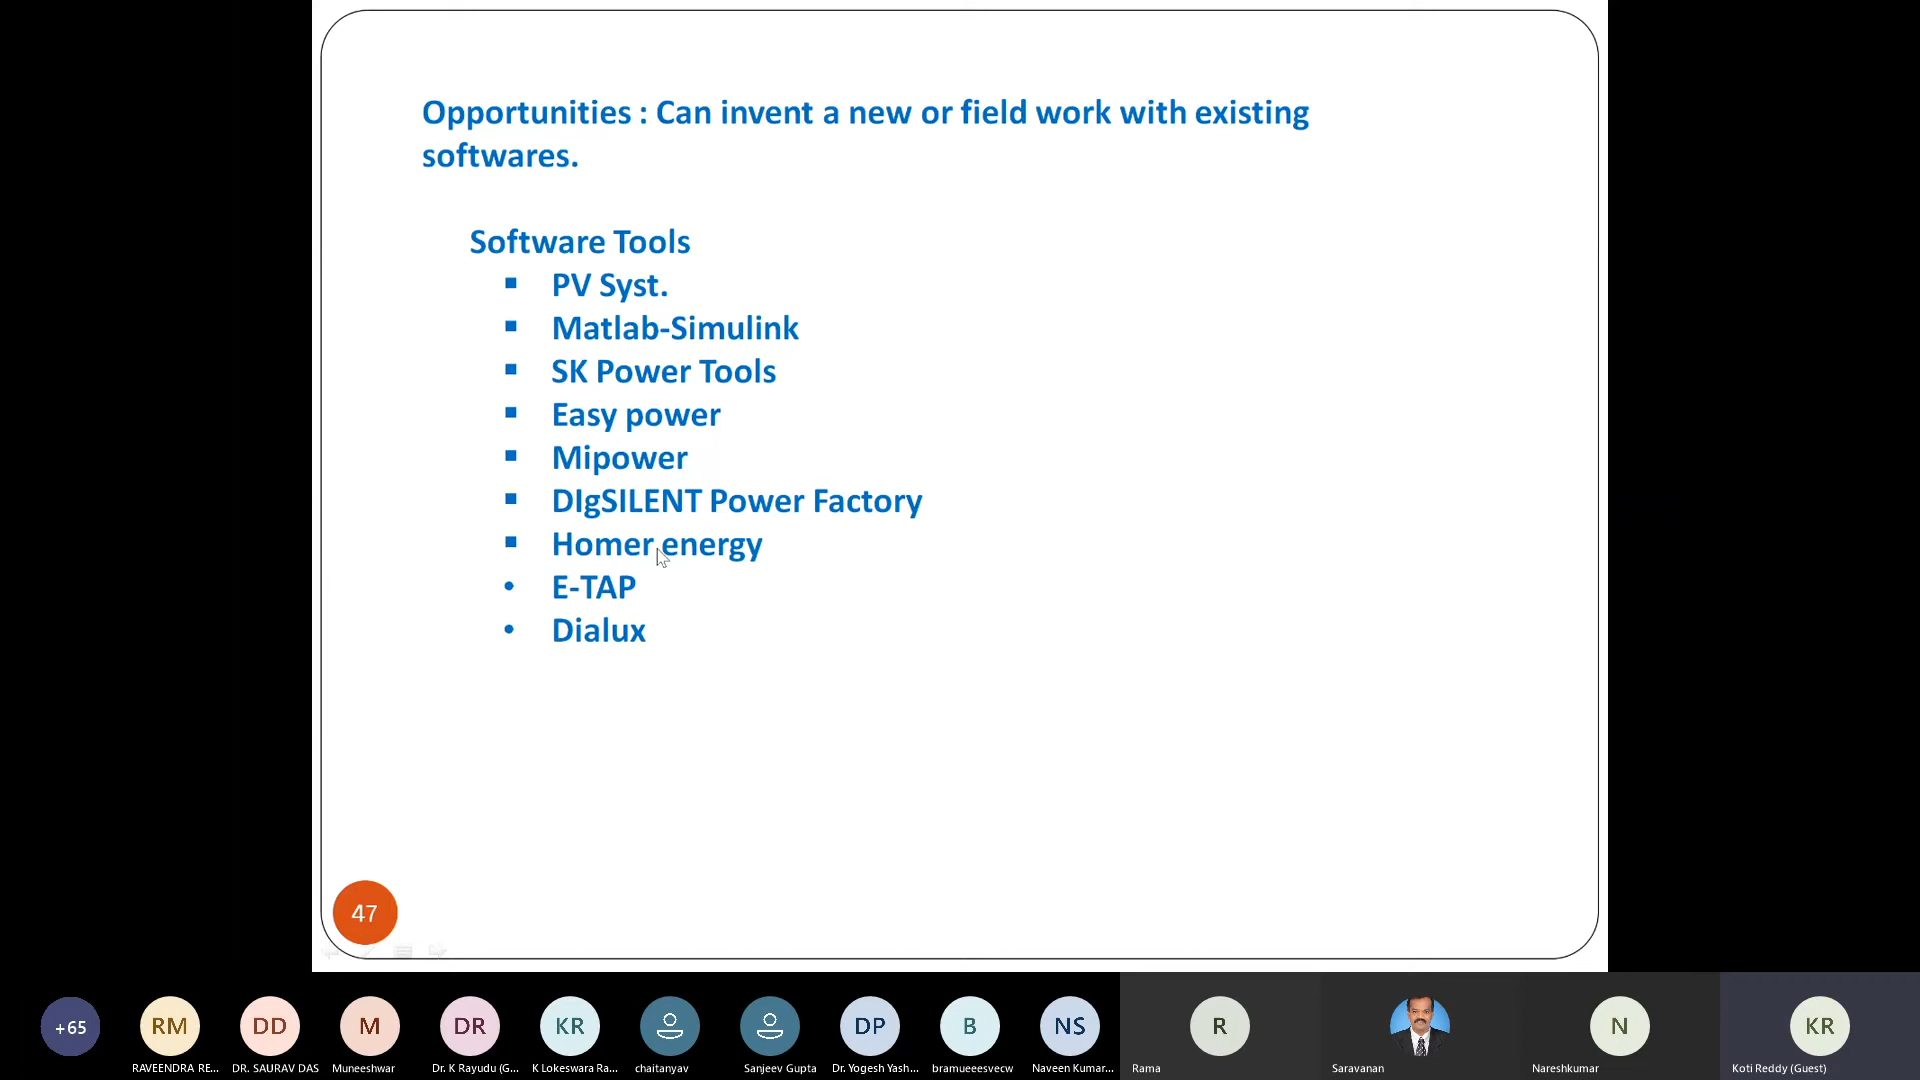 Opportunities : Can invent a new or field work with existing
softwares.
Software Tools
▪ PV Syst.
▪ Matlab-Simulink
▪ SK Power Tools
▪ Easy power
▪ Mipower
▪ DIgSILENT Power Factory
▪ Homer energy
• E-TAP
• Dialux
47
+65 RM DD M DR KR DP B NS R N KR
RAVEENDRA RE... DR. SAURAV DAS Muneeshwar Dr. K Rayudu (G... K Lokeswara Ra... chaitanyav Sanjeev Gupta Dr. Yogesh Yash... bramueeesvecw Naveen Kumar... Rama Saravanan Nareshkumar Koti Reddy (Guest)